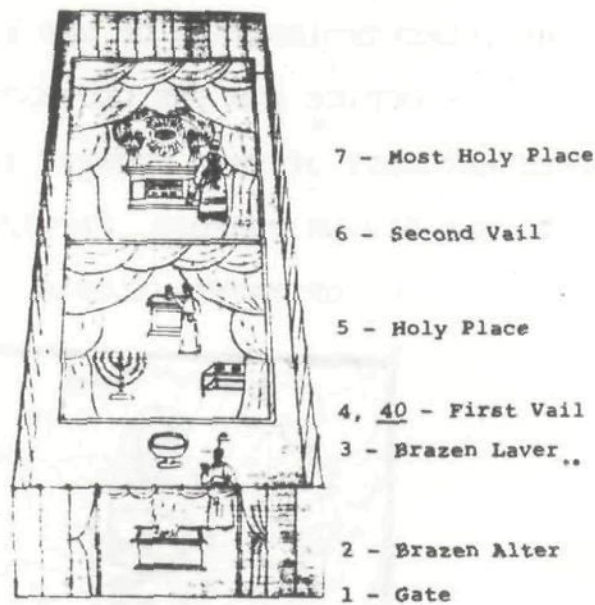 7 - Most Holy Place
6 - Second Vail
5 - Holy Place
4, 40 - First Vail
3 - Brazen Laver
2 - Brazen Alter
1 - Gate